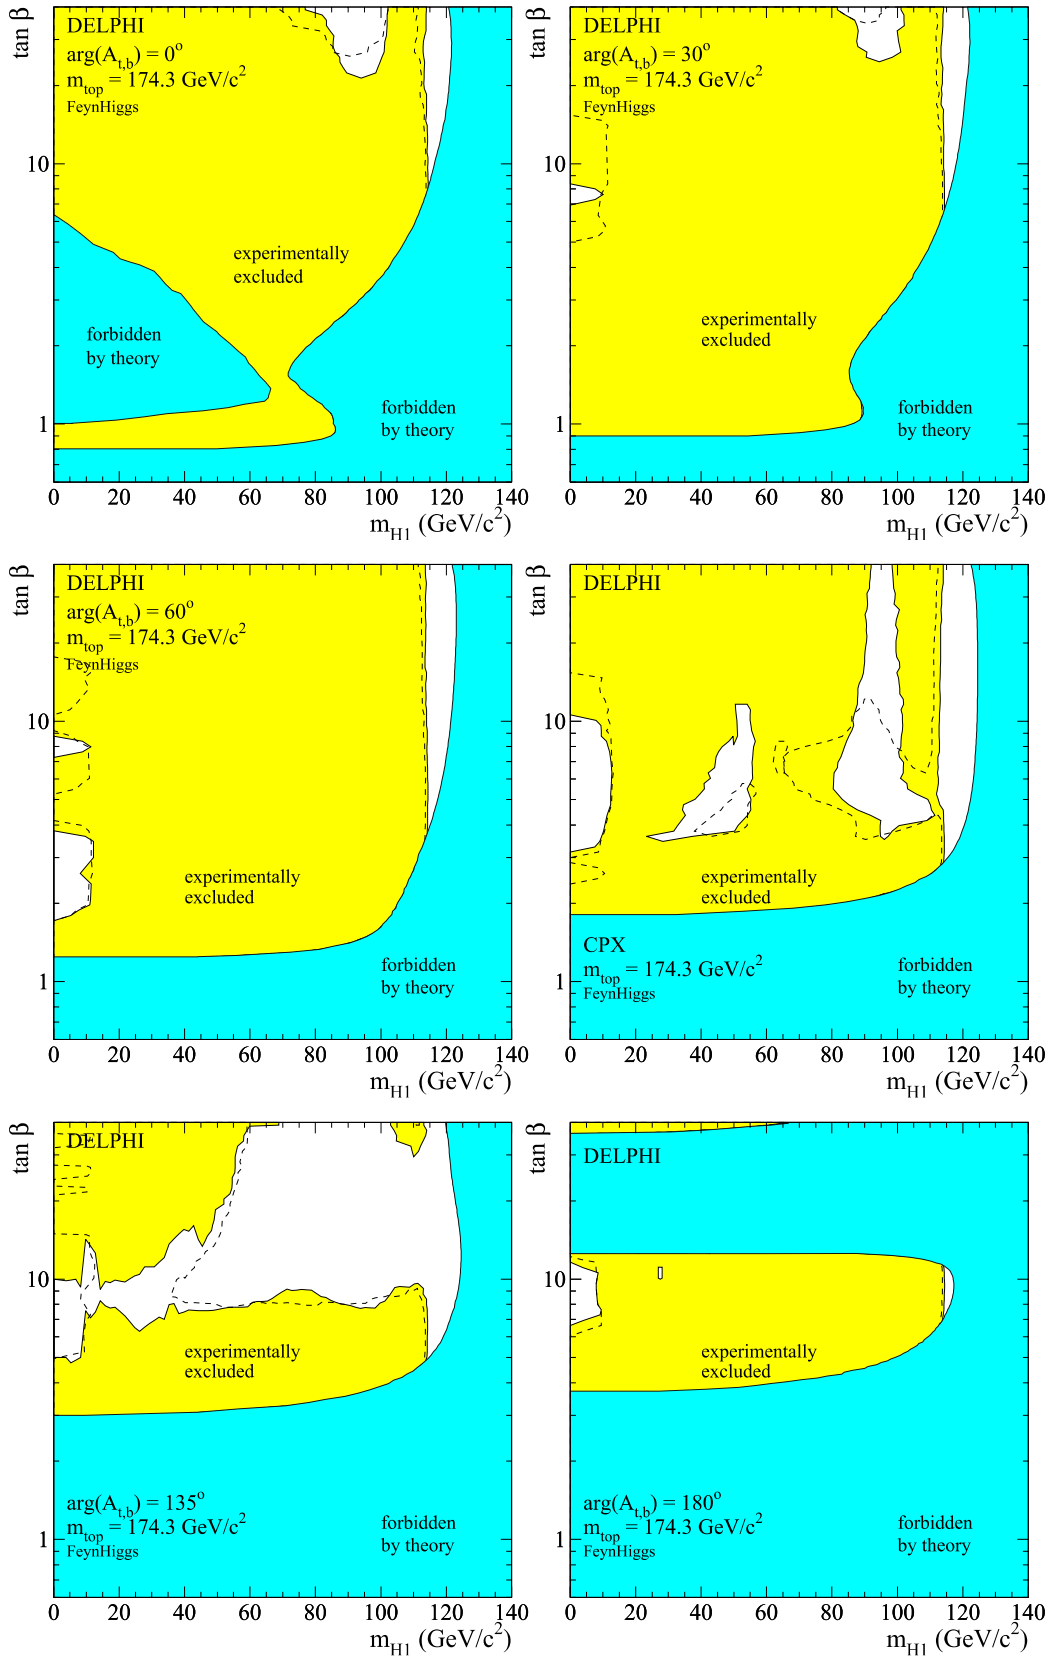 tan β
DELPHI
arg(A_t,b) = 0°
m_top = 174.3 GeV/c²
FeynHiggs
10
experimentally
excluded
forbidden
by theory
forbidden
by theory
1
0 20 40 60 80 100 120 140
m_H1 (GeV/c²)
tan β
DELPHI
arg(A_t,b) = 30°
m_top = 174.3 GeV/c²
FeynHiggs
10
experimentally
excluded
forbidden
by theory
1
0 20 40 60 80 100 120 140
m_H1 (GeV/c²)
tan β
DELPHI
arg(A_t,b) = 60°
m_top = 174.3 GeV/c²
FeynHiggs
10
experimentally
excluded
forbidden
by theory
1
0 20 40 60 80 100 120 140
m_H1 (GeV/c²)
tan β
DELPHI
10
experimentally
excluded
CPX
m_top = 174.3 GeV/c²
FeynHiggs
forbidden
by theory
1
0 20 40 60 80 100 120 140
m_H1 (GeV/c²)
tan β
DELPHI
10
experimentally
excluded
arg(A_t,b) = 135°
m_top = 174.3 GeV/c²
FeynHiggs
forbidden
by theory
1
0 20 40 60 80 100 120 140
m_H1 (GeV/c²)
tan β
DELPHI
10
experimentally
excluded
arg(A_t,b) = 180°
m_top = 174.3 GeV/c²
FeynHiggs
forbidden
by theory
1
0 20 40 60 80 100 120 140
m_H1 (GeV/c²)